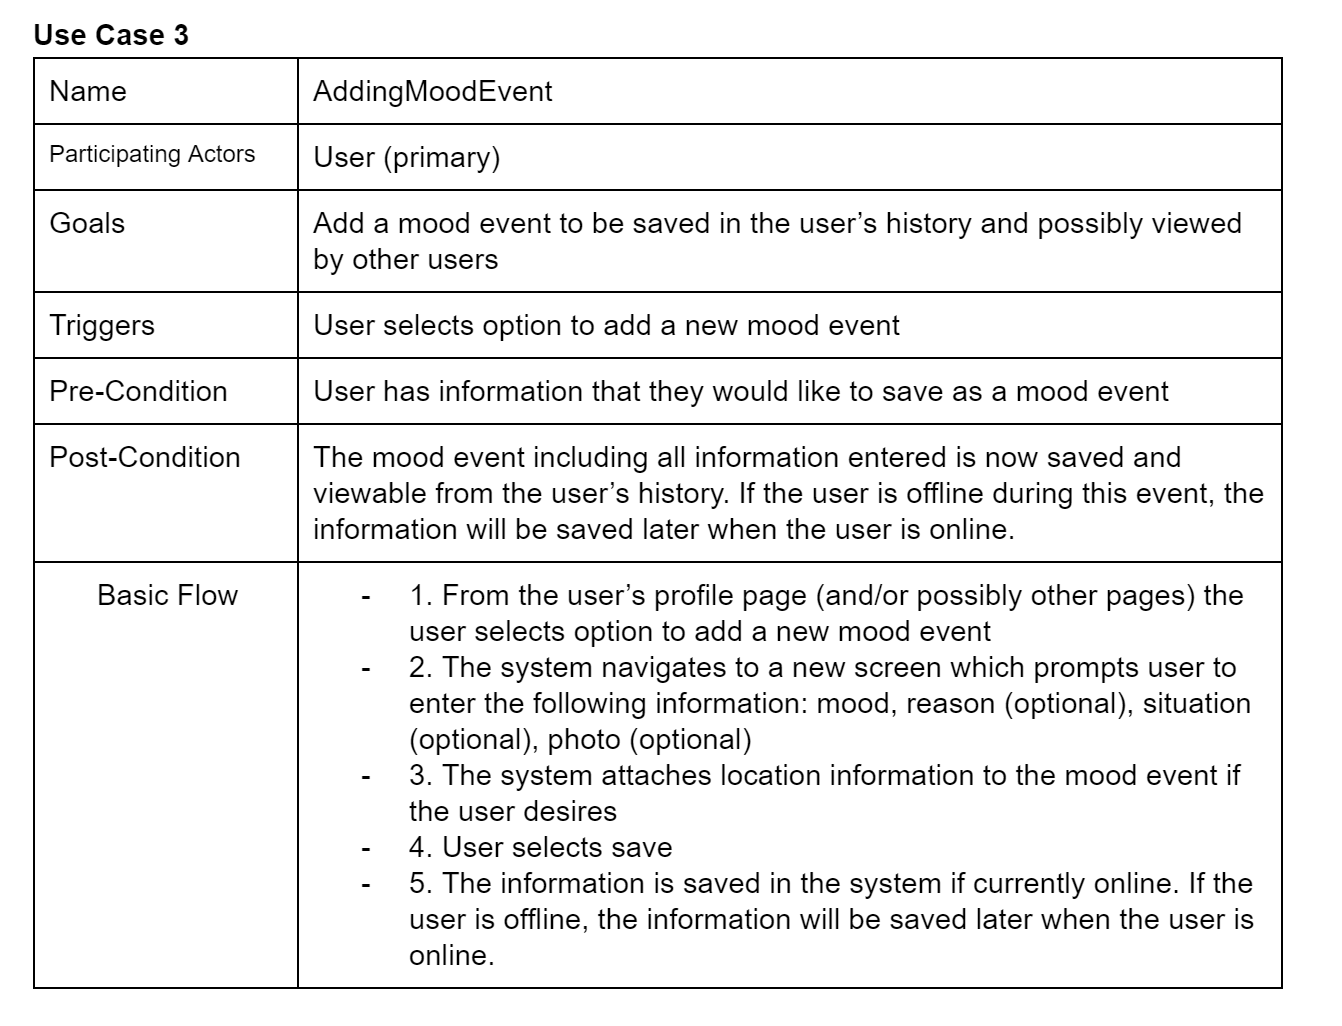 Use Case 3
Name
AddingMoodEvent
Participating Actors
User (primary)
Goals
Add a mood event to be saved in the user’s history and possibly viewed
by other users
Triggers
User selects option to add a new mood event
Pre-Condition
User has information that they would like to save as a mood event
Post-Condition
The mood event including all information entered is now saved and
viewable from the user’s history. If the user is offline during this event, the
information will be saved later when the user is online.
Basic Flow
- 1. From the user’s profile page (and/or possibly other pages) the
user selects option to add a new mood event
- 2. The system navigates to a new screen which prompts user to
enter the following information: mood, reason (optional), situation
(optional), photo (optional)
- 3. The system attaches location information to the mood event if
the user desires
- 4. User selects save
- 5. The information is saved in the system if currently online. If the
user is offline, the information will be saved later when the user is
online.